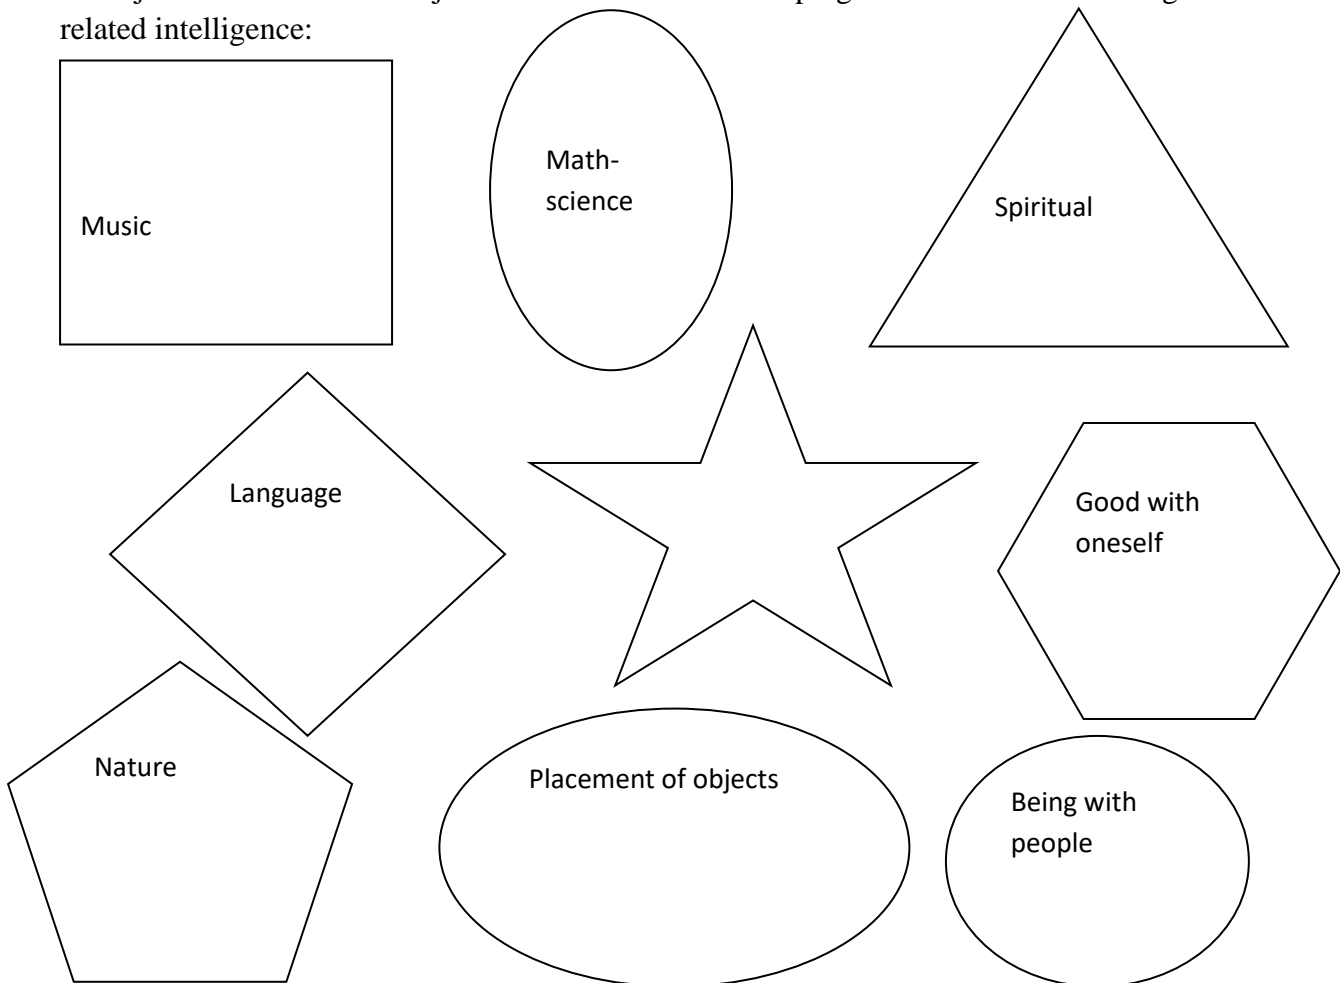 related intelligence:
Music
Math-
science
Spiritual
Language
Good with
oneself
Nature
Placement of objects
Being with
people